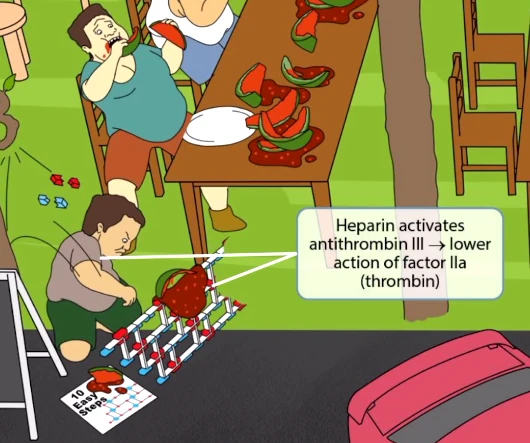 Heparin activates
antithrombin III → lower
action of factor IIa
(thrombin)
10
Easy
Steps